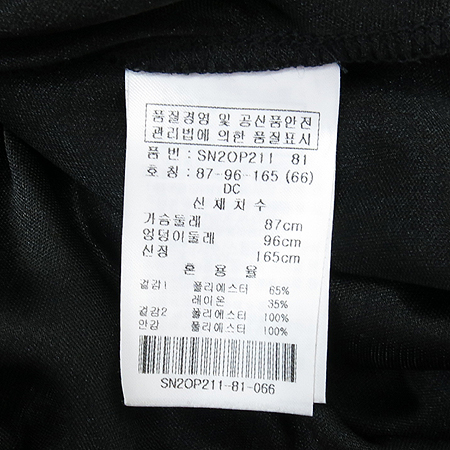 품질경영 및 공산품안전
관리법에 의한 품질표시
품 번 : SN2OP211 81
호 칭 : 87-96-165 (66)
DC
신 체 치 수
가슴둘레 87cm
엉덩이둘레 96cm
신장 165cm
혼 용 율
겉감1 폴리에스터 65%
레이온 35%
겉감2 폴리에스터 100%
안감 폴리에스터 100%
SN2OP211-81-066